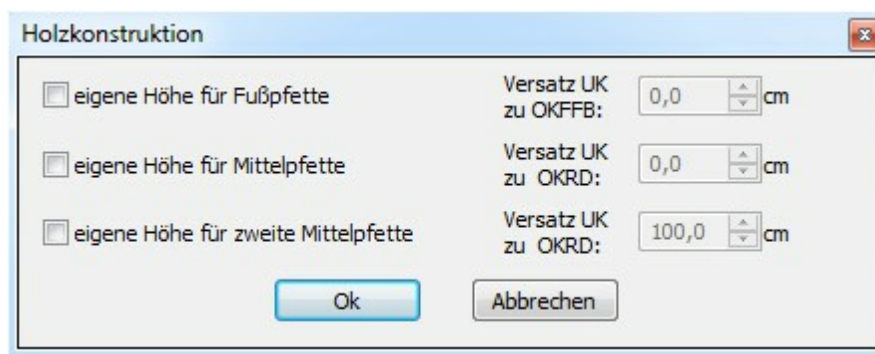 Holzkonstruktion
eigene Höhe für Fußpfette
Versatz UK
zu OKFFB:
0,0
cm
eigene Höhe für Mittelpfette
Versatz UK
zu OKRD:
0,0
cm
eigene Höhe für zweite Mittelpfette
Versatz UK
zu OKRD:
100,0
cm
Ok
Abbrechen